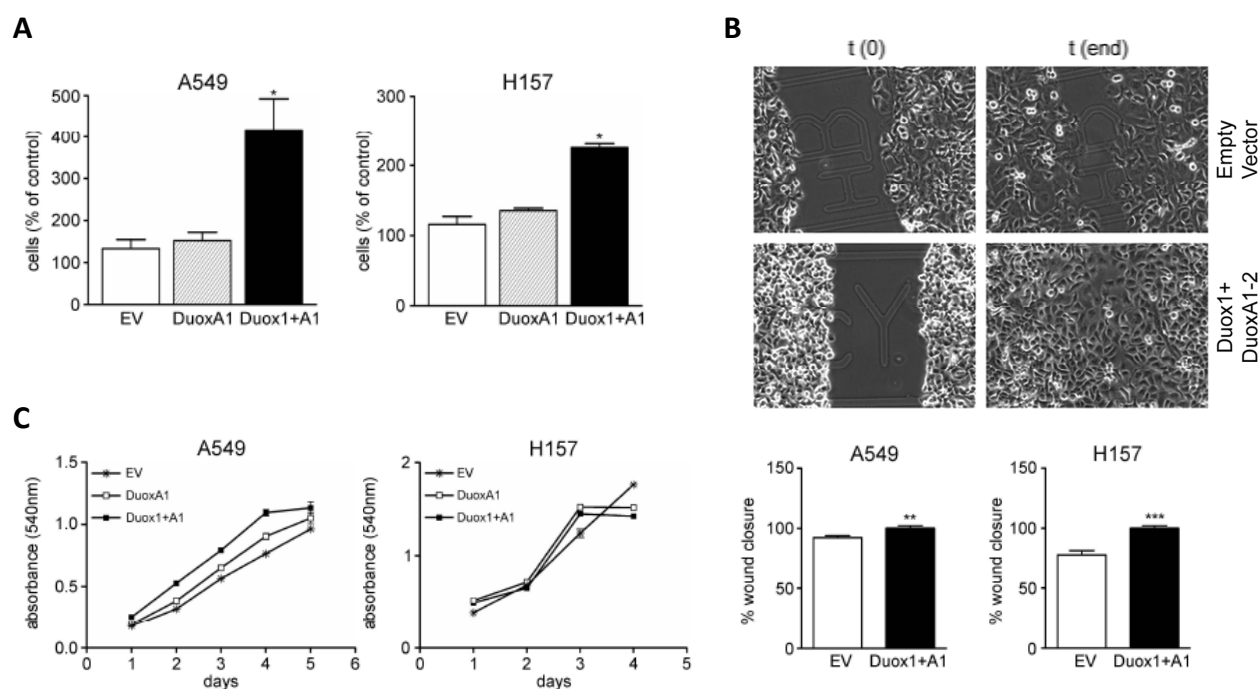 A
A549
cells (% of control)
500
400
300
200
100
0
EV
DuoxA1
Duox1+A1
*
H157
cells (% of control)
300
200
100
0
EV
DuoxA1
Duox1+A1
*
B
t (0)
t (end)
Empty
Vector
Duox1+
DuoxA1-2
A549
% wound closure
150
100
50
0
**
EV
Duox1+A1
H157
% wound closure
150
100
50
0
***
EV
Duox1+A1
C
A549
absorbance (540nm)
1.5
1.0
0.5
0.0
EV
DuoxA1
Duox1+A1
0 1 2 3 4 5 6
days
H157
absorbance (540nm)
2
1
0
EV
DuoxA1
Duox1+A1
0 1 2 3 4 5
days